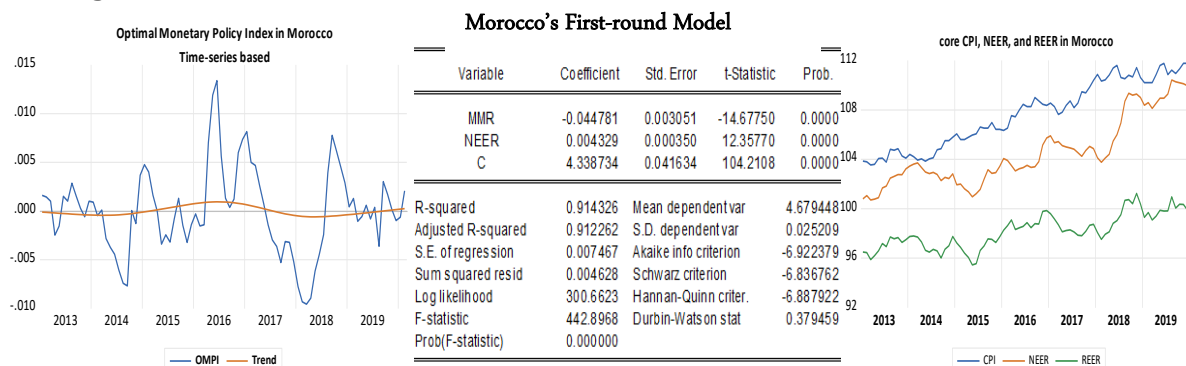 Morocco's First-round Model
Optimal Monetary Policy Index in Morocco
Time-series based
.015
.010
.005
.000
-.005
-.010
2013 2014 2015 2016 2017 2018 2019
OMPI Trend
Variable Coefficient Std. Error t-Statistic Prob.
MMR -0.044781 0.003051 -14.67750 0.0000
NEER 0.004329 0.000350 12.35770 0.0000
C 4.338734 0.041634 104.2108 0.0000
R-squared 0.914326 Mean dependent var 4.679448
Adjusted R-squared 0.912262 S.D. dependent var 0.025209
S.E. of regression 0.007467 Akaike info criterion -6.922379
Sum squared resid 0.004628 Schwarz criterion -6.836762
Log likelihood 300.6623 Hannan-Quinn criter. -6.887922
F-statistic 442.8968 Durbin-Watson stat 0.379459
Prob(F-statistic) 0.000000
core CPI, NEER, and REER in Morocco
112
108
104
100
96
92
2013 2014 2015 2016 2017 2018 2019
CPI NEER REER